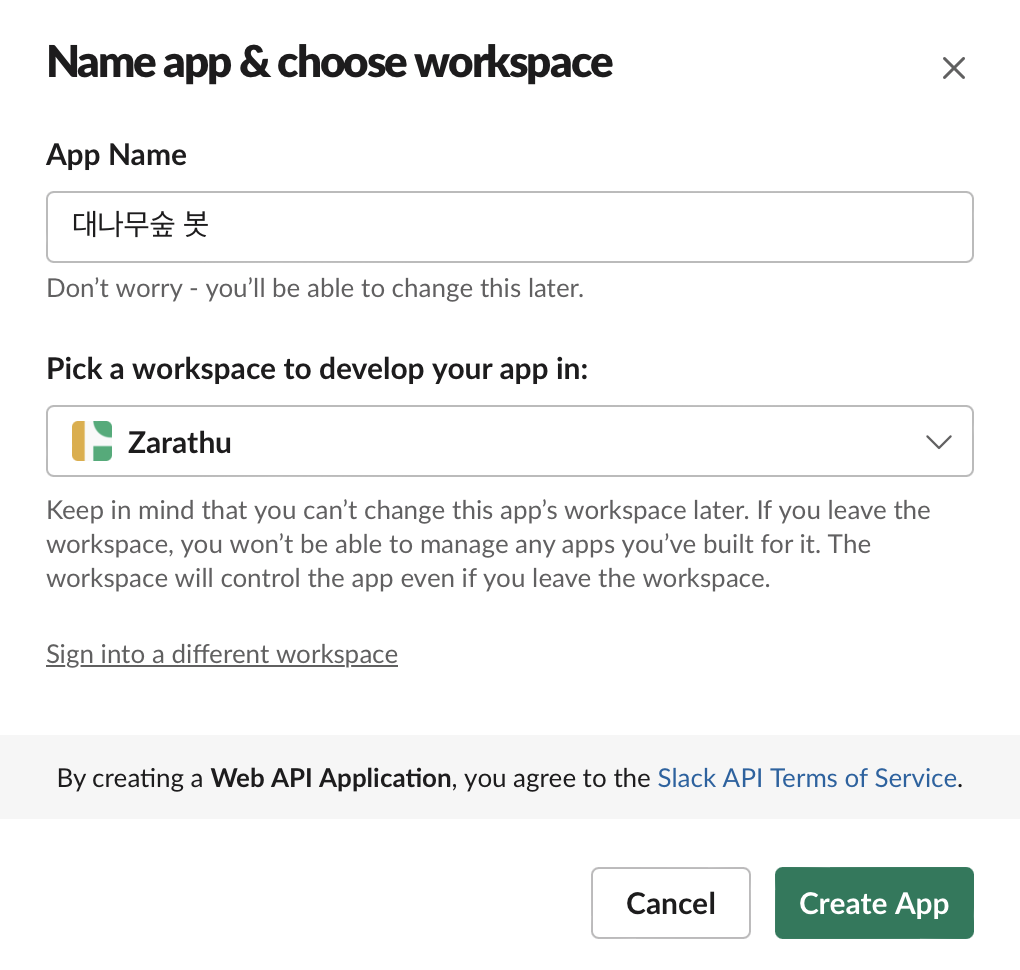 Name app & choose workspace
App Name
대나무숲 봇
Don’t worry - you’ll be able to change this later.
Pick a workspace to develop your app in:
Zarathu
Keep in mind that you can’t change this app’s workspace later. If you leave the
workspace, you won’t be able to manage any apps you’ve built for it. The
workspace will control the app even if you leave the workspace.
Sign into a different workspace
By creating a Web API Application, you agree to the Slack API Terms of Service.
Cancel
Create App